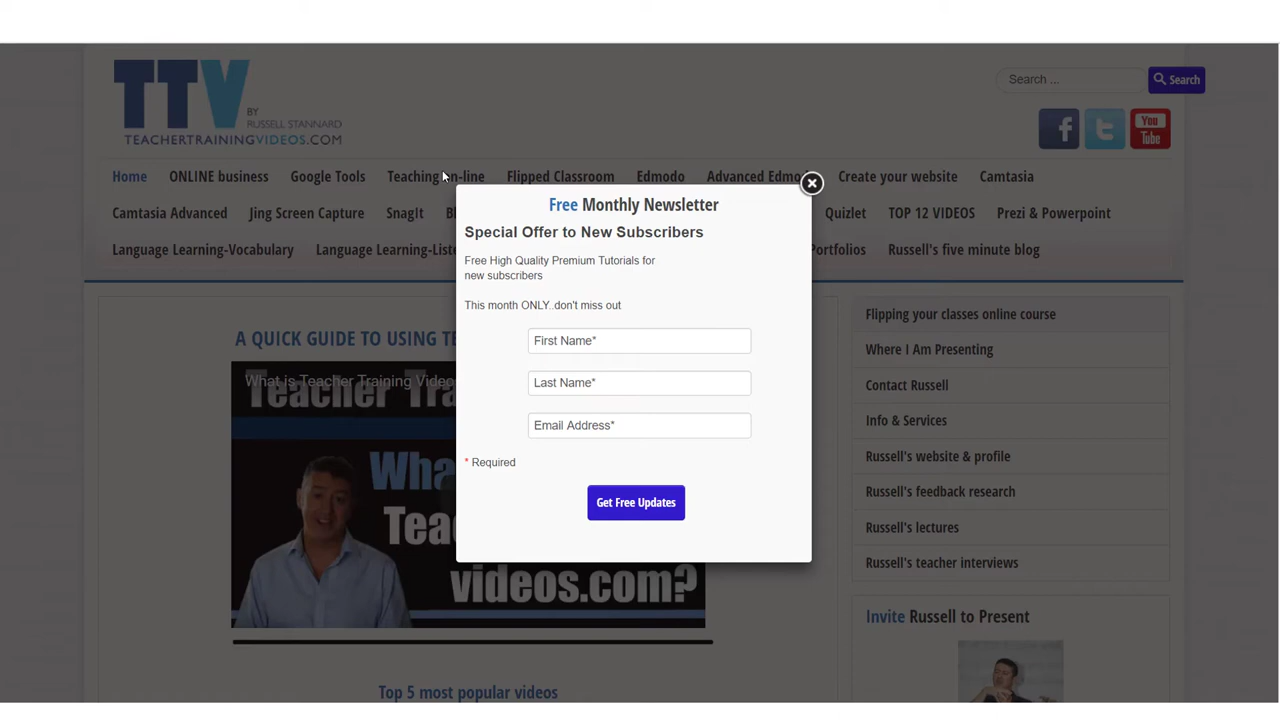 TTV
BY
RUSSELL STANNARD
TEACHERTRAININGVIDEOS.COM
Search ...
Search
f
t
You
Tube
Home ONLINE business Google Tools Teaching on-line Flipped Classroom Edmodo Advanced Edmo Create your website Camtasia
Camtasia Advanced Jing Screen Capture SnagIt Quizlet TOP 12 VIDEOS Prezi & Powerpoint
Language Learning-Vocabulary Language Learning-Liste Portfolios Russell's five minute blog
Free Monthly Newsletter
Special Offer to New Subscribers
Free High Quality Premium Tutorials for
new subscribers
This month ONLY..don't miss out
First Name*
Last Name*
Email Address*
* Required
Get Free Updates
A QUICK GUIDE TO USING TE
What is Teacher Training Video
Teacher Tra
Wha
Tea
videos.com?
Top 5 most popular videos
Flipping your classes online course
Where I Am Presenting
Contact Russell
Info & Services
Russell's website & profile
Russell's feedback research
Russell's lectures
Russell's teacher interviews
Invite Russell to Present